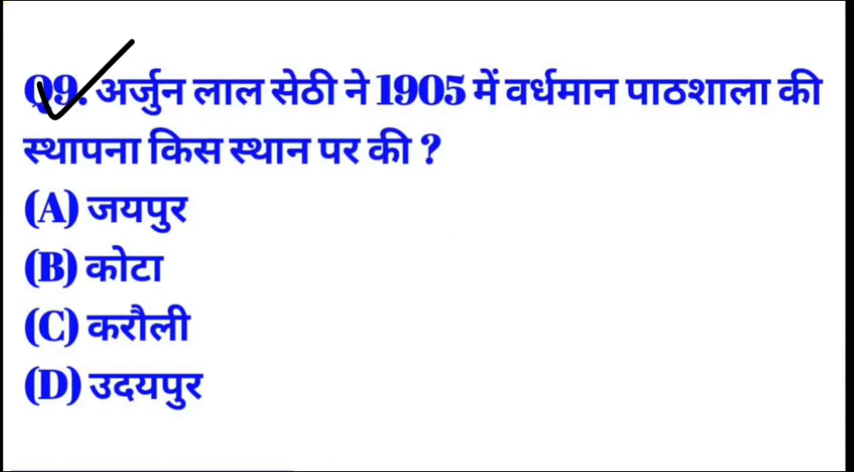 Q9. अर्जुन लाल सेठी ने 1905 में वर्धमान पाठशाला की
स्थापना किस स्थान पर की ?
(A) जयपुर
(B) कोटा
(C) करौली
(D) उदयपुर